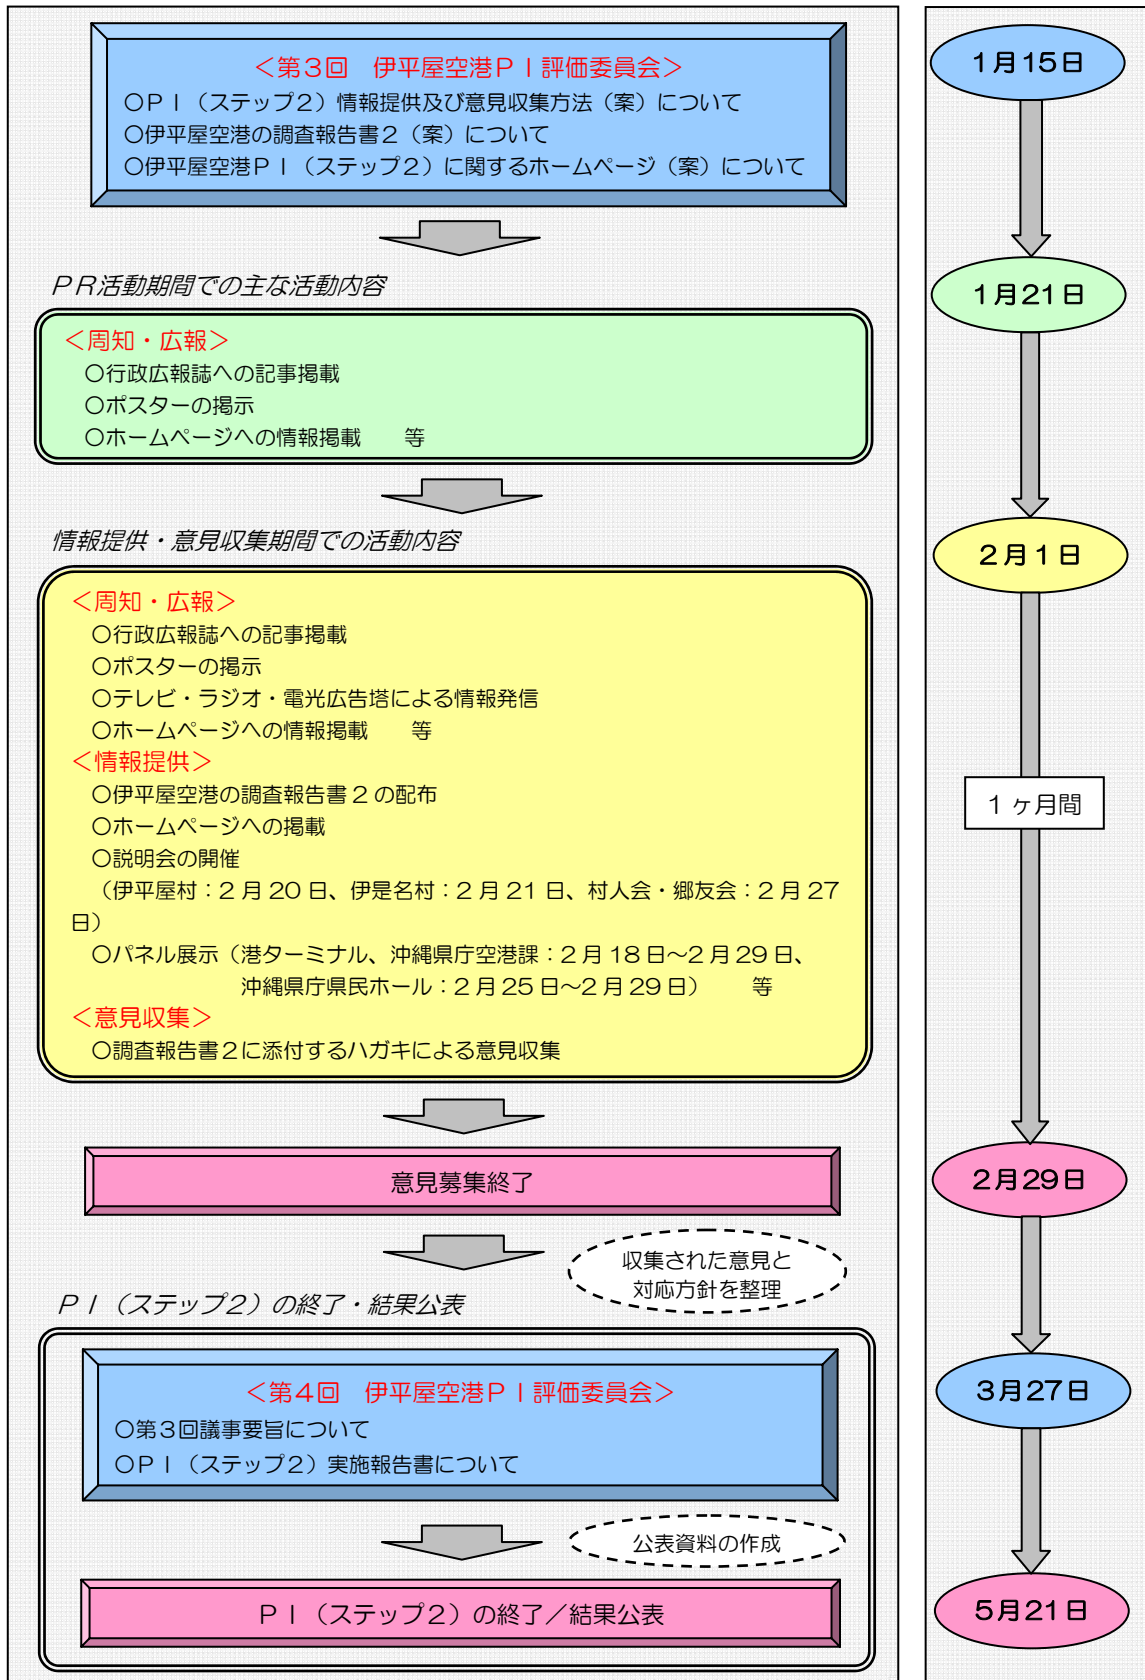 ＜第３回　伊平屋空港ＰＩ評価委員会＞
〇ＰＩ（ステップ２）情報提供及び意見収集方法（案）について
〇伊平屋空港の調査報告書２（案）について
〇伊平屋空港ＰＩ（ステップ２）に関するホームページ（案）について
ＰＲ活動期間での主な活動内容
＜周知・広報＞
〇行政広報誌への記事掲載
〇ポスターの掲示
〇ホームページへの情報掲載　　等
情報提供・意見収集期間での活動内容
＜周知・広報＞
〇行政広報誌への記事掲載
〇ポスターの掲示
〇テレビ・ラジオ・電光広告塔による情報発信
〇ホームページへの情報掲載　　等
＜情報提供＞
〇伊平屋空港の調査報告書２の配布
〇ホームページへの掲載
〇説明会の開催
（伊平屋村：２月20日、伊是名村：２月21日、村人会・郷友会：２月27
日）
〇パネル展示（港ターミナル、沖縄県庁空港課：２月18日～２月29日、
沖縄県庁県民ホール：２月25日～２月29日）　　等
＜意見収集＞
〇調査報告書２に添付するハガキによる意見収集
意見募集終了
収集された意見と
対応方針を整理
ＰＩ（ステップ２）の終了・結果公表
＜第４回　伊平屋空港ＰＩ評価委員会＞
〇第３回議事要旨について
〇ＰＩ（ステップ２）実施報告書について
公表資料の作成
ＰＩ（ステップ２）の終了／結果公表
１月15日
１月21日
２月１日
１ヶ月間
２月29日
３月27日
５月21日